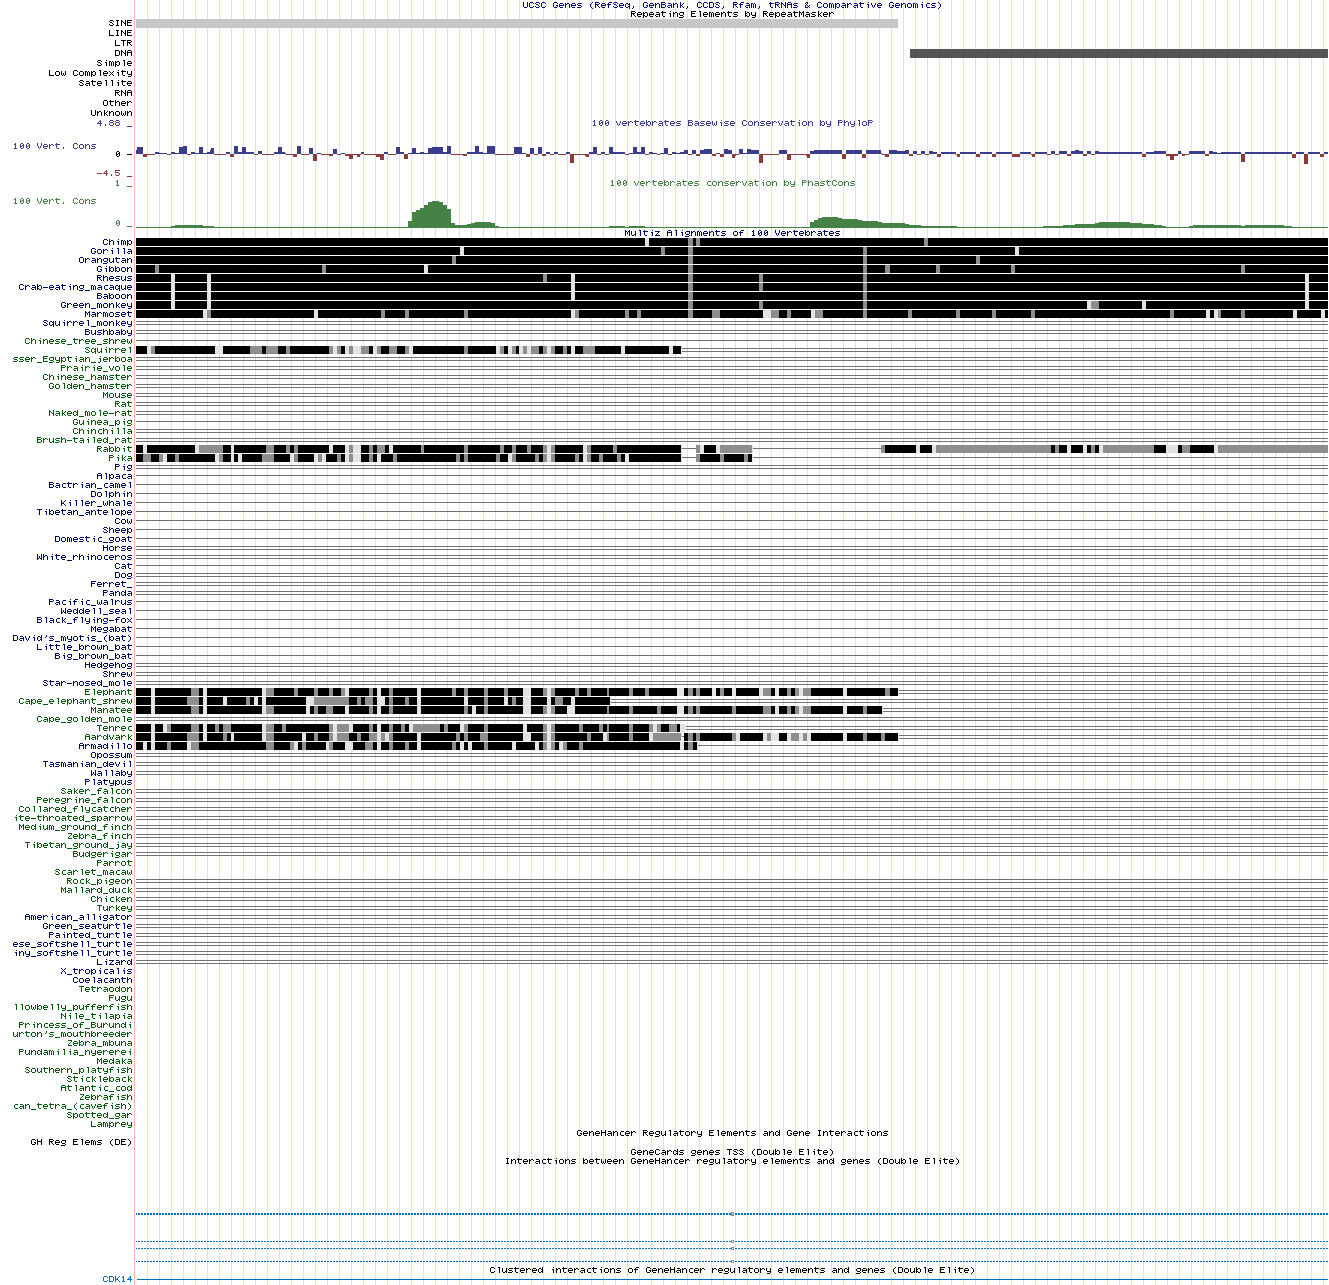 UCSC Genes (RefSeq, GenBank, CCDS, Rfam, tRNAs & Comparative Genomics)
Repeating Elements by RepeatMasker
SINE
LINE
LTR
DNA
Simple
Low Complexity
Satellite
RNA
Other
Unknown
100 vertebrates Basewise Conservation by PhyloP
4.88 _
100 Vert. Cons
0 _
-4.5 _
100 vertebrates conservation by PhastCons
1 _
100 Vert. Cons
0 _
Multiz Alignments of 100 Vertebrates
Chimp
Gorilla
Orangutan
Gibbon
Rhesus
Crab-eating_macaque
Baboon
Green_monkey
Marmoset
Squirrel_monkey
Bushbaby
Chinese_tree_shrew
Squirrel
sser_Egyptian_jerboa
Prairie_vole
Chinese_hamster
Golden_hamster
Mouse
Rat
Naked_mole-rat
Guinea_pig
Chinchilla
Brush-tailed_rat
Rabbit
Pika
Pig
Alpaca
Bactrian_camel
Dolphin
Killer_whale
Tibetan_antelope
Cow
Sheep
Domestic_goat
Horse
White_rhinoceros
Cat
Dog
Ferret_
Panda
Pacific_walrus
Weddell_seal
Black_flying-fox
Megabat
David's_myotis_(bat)
Little_brown_bat
Big_brown_bat
Hedgehog
Shrew
Star-nosed_mole
Elephant
Cape_elephant_shrew
Manatee
Cape_golden_mole
Tenrec
Aardvark
Armadillo
Opossum
Tasmanian_devil
Wallaby
Platypus
Saker_falcon
Peregrine_falcon
Collared_flycatcher
ite-throated_sparrow
Medium_ground_finch
Zebra_finch
Tibetan_ground_jay
Budgerigar
Parrot
Scarlet_macaw
Rock_pigeon
Mallard_duck
Chicken
Turkey
American_alligator
Green_seaturtle
Painted_turtle
ese_softshell_turtle
iny_softshell_turtle
Lizard
X_tropicalis
Coelacanth
Tetraodon
Fugu
llowbelly_pufferfish
Nile_tilapia
Princess_of_Burundi
urton's_mouthbreeder
Zebra_mbuna
Pundamilia_nyererei
Medaka
Southern_platyfish
Stickleback
Atlantic_cod
Zebrafish
can_tetra_(cavefish)
Spotted_gar
Lamprey
GeneHancer Regulatory Elements and Gene Interactions
GH Reg Elems (DE)
GeneCards genes TSS (Double Elite)
Interactions between GeneHancer regulatory elements and genes (Double Elite)
Clustered interactions of GeneHancer regulatory elements and genes (Double Elite)
CDK14